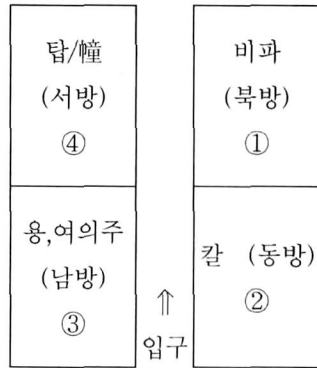 탑/幢
(서방)
④
비파
(북방)
①
용,여의주
(남방)
③
칼 (동방)
②
⇑
입구